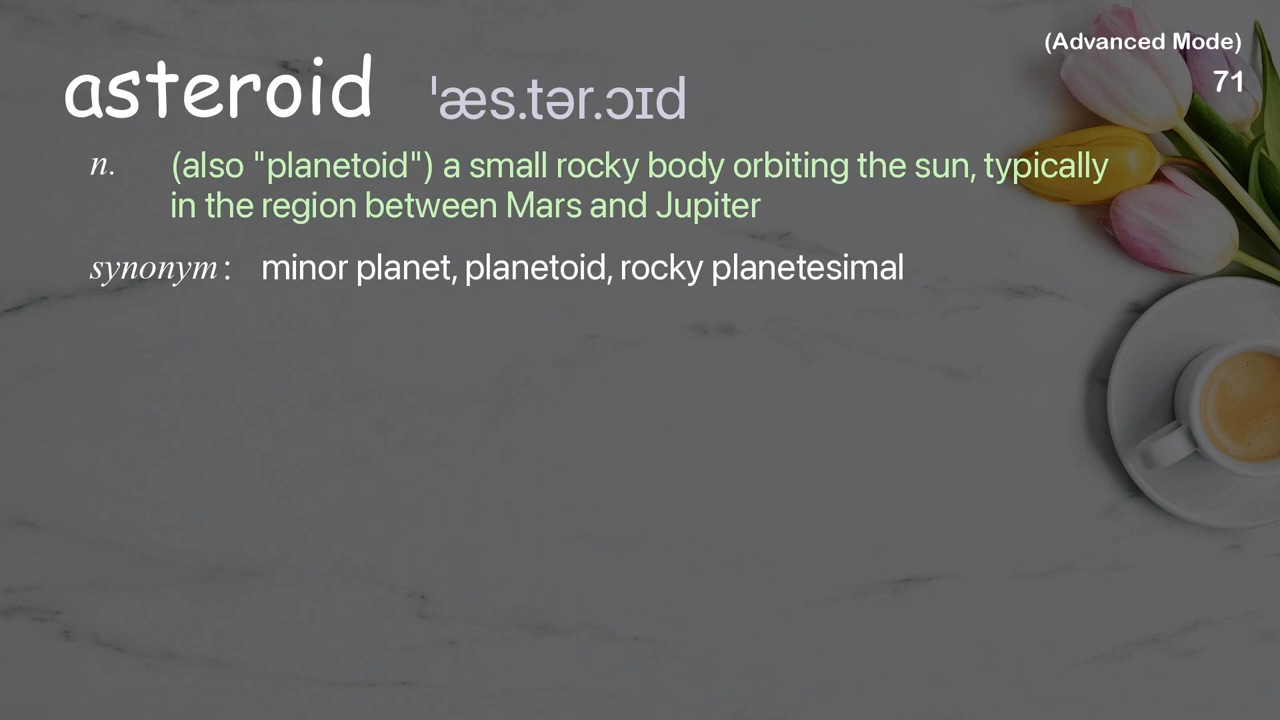 (Advanced Mode)
71
asteroid ˈæs.tər.ɔɪd
n. (also "planetoid") a small rocky body orbiting the sun, typically
in the region between Mars and Jupiter
synonym : minor planet, planetoid, rocky planetesimal